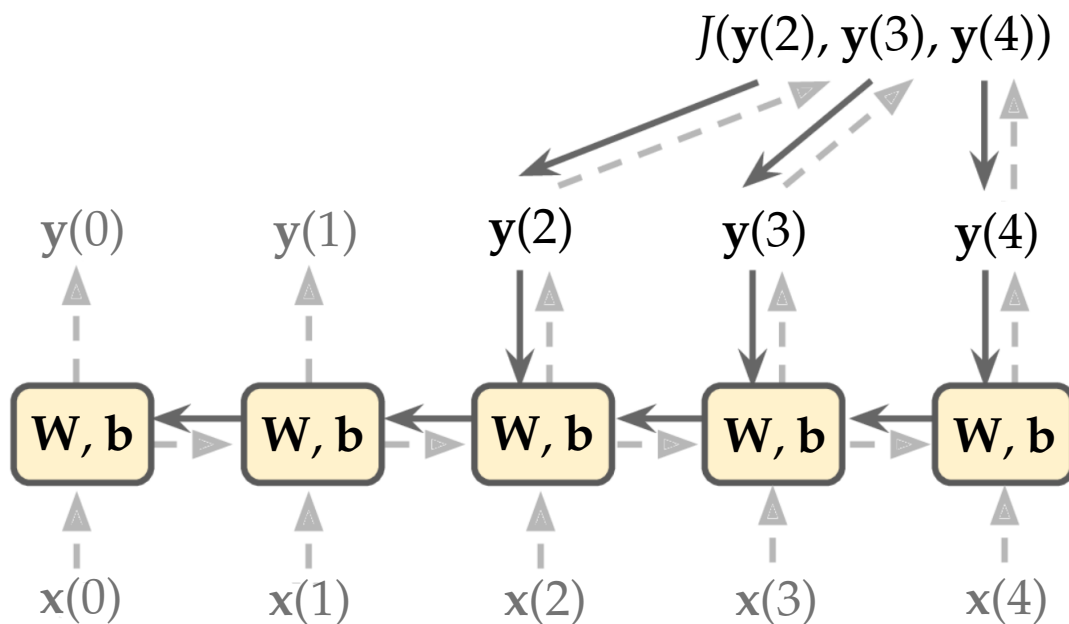 J(y(2), y(3), y(4))
y(0) y(1) y(2) y(3) y(4)
W, b W, b W, b W, b W, b
x(0) x(1) x(2) x(3) x(4)